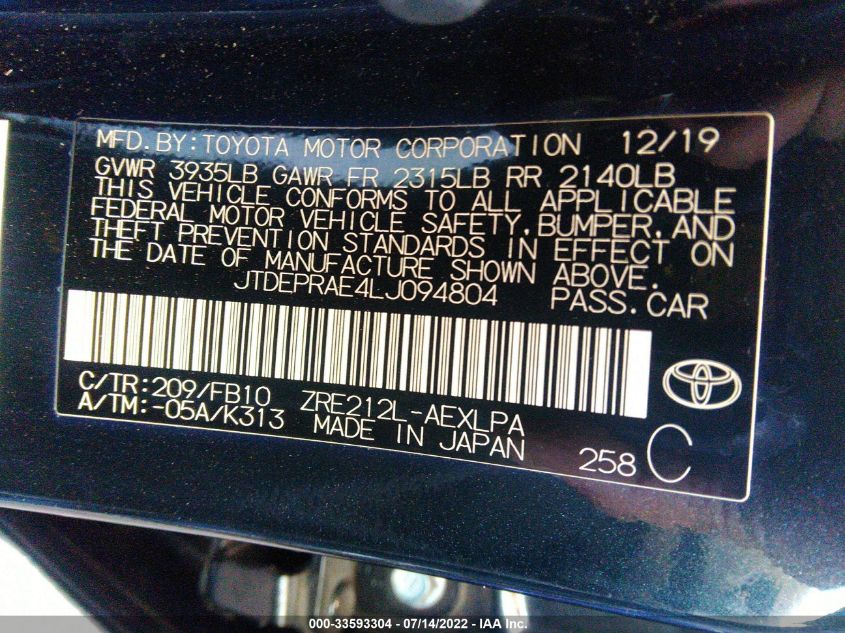 MFD. BY: TOYOTA MOTOR CORPORATION 12/19
GVWR 3935LB GAWR FR 2315LB RR 2140LB
THIS VEHICLE CONFORMS TO ALL APPLICABLE
FEDERAL MOTOR VEHICLE SAFETY, BUMPER, AND
THEFT PREVENTION STANDARDS IN EFFECT ON
THE DATE OF MANUFACTURE SHOWN ABOVE.
JTDEPRAE4LJ094804 PASS. CAR
C/TR: 209/FB10 ZRE212L-AEXLPA
A/TM: -05A/K313 MADE IN JAPAN
258 C
000-33593304 - 07/14/2022 - IAA Inc.